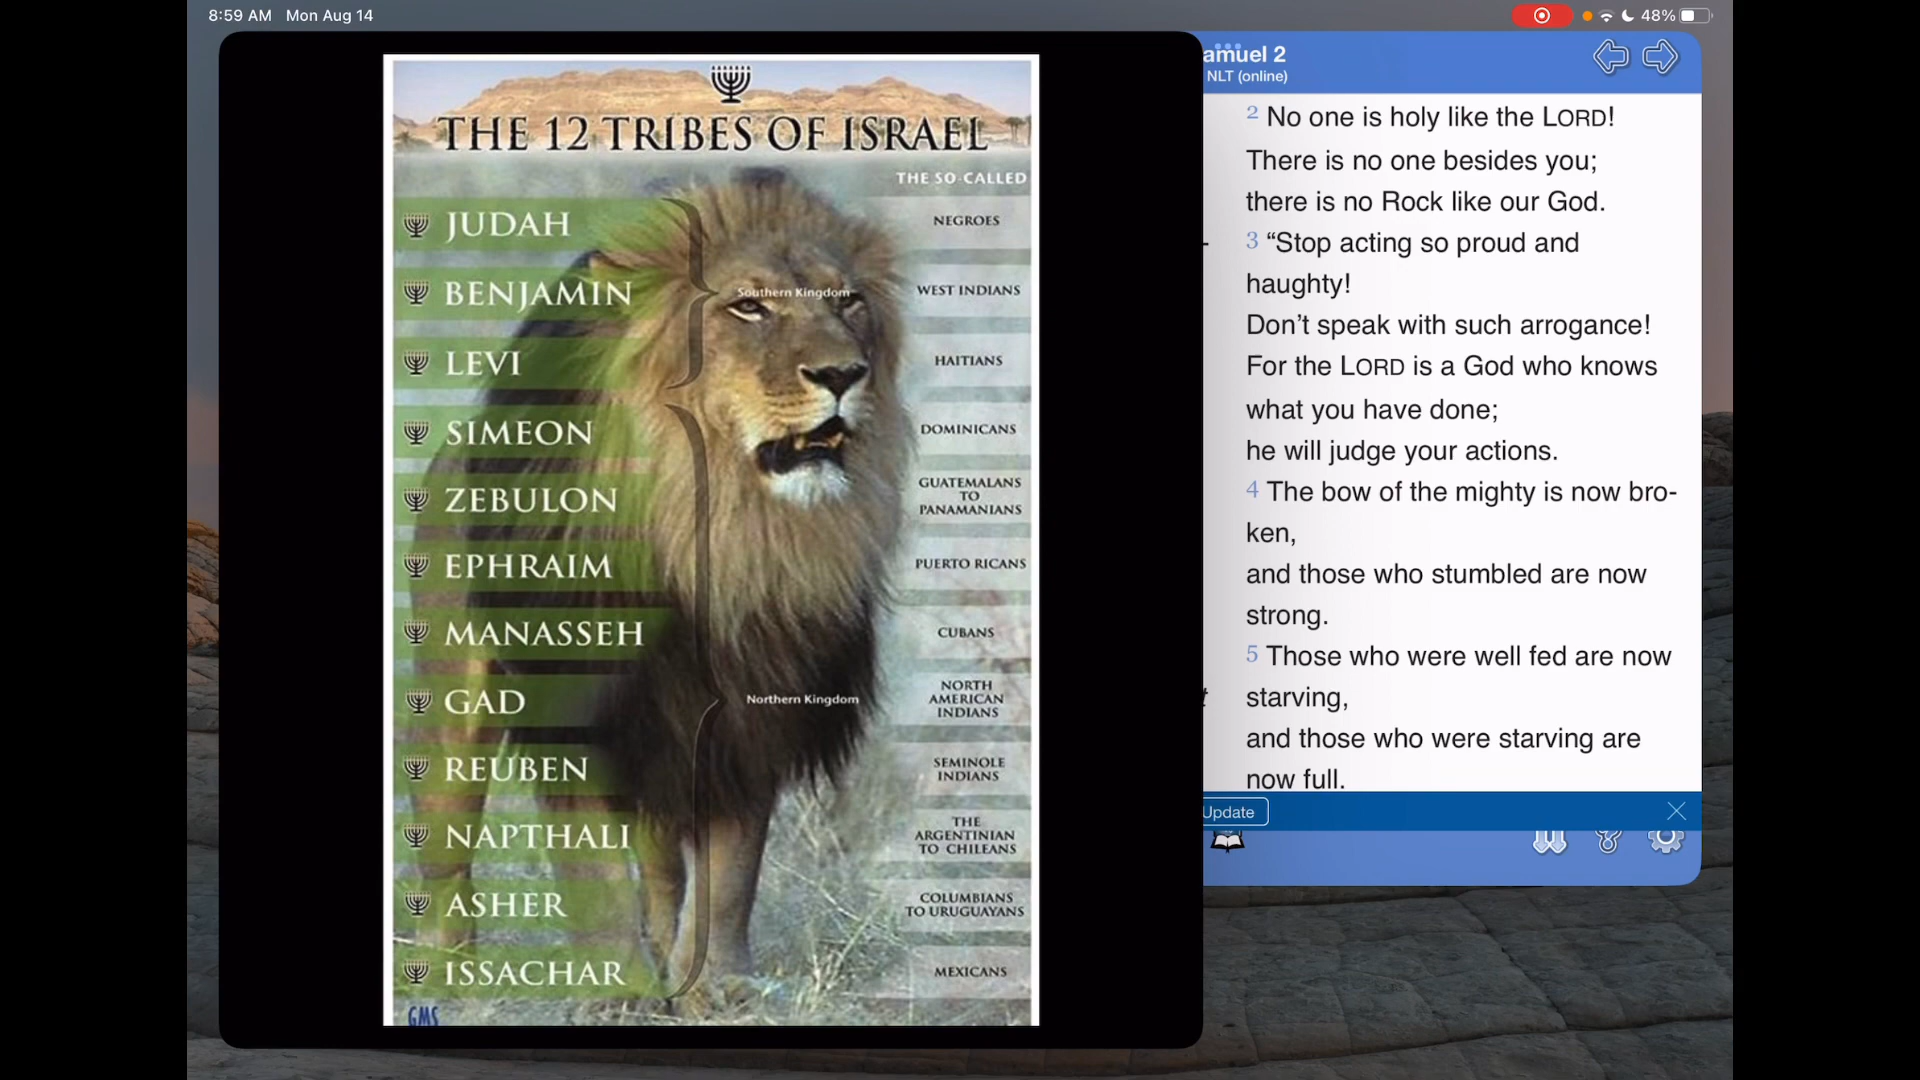 8:59 AM Mon Aug 14
48%
THE 12 TRIBES OF ISRAEL
THE SO-CALLED
JUDAH
NEGROES
BENJAMIN
Southern Kingdom
WEST INDIANS
LEVI
HAITIANS
SIMEON
DOMINICANS
ZEBULON
GUATEMALANS
TO
PANAMANIANS
EPHRAIM
PUERTO RICANS
MANASSEH
CUBANS
GAD
Northern Kingdom
NORTH
AMERICAN
INDIANS
REUBEN
SEMINOLE
INDIANS
NAPTHALI
THE
ARGENTINIAN
TO CHILEANS
ASHER
COLUMBIANS
TO URUGUAYANS
ISSACHAR
MEXICANS
GMS
amuel 2
NLT (online)
2 No one is holy like the LORD!
There is no one besides you;
there is no Rock like our God.
3 “Stop acting so proud and
haughty!
Don’t speak with such arrogance!
For the LORD is a God who knows
what you have done;
he will judge your actions.
4 The bow of the mighty is now bro-
ken,
and those who stumbled are now
strong.
5 Those who were well fed are now
starving,
and those who were starving are
now full.
Update